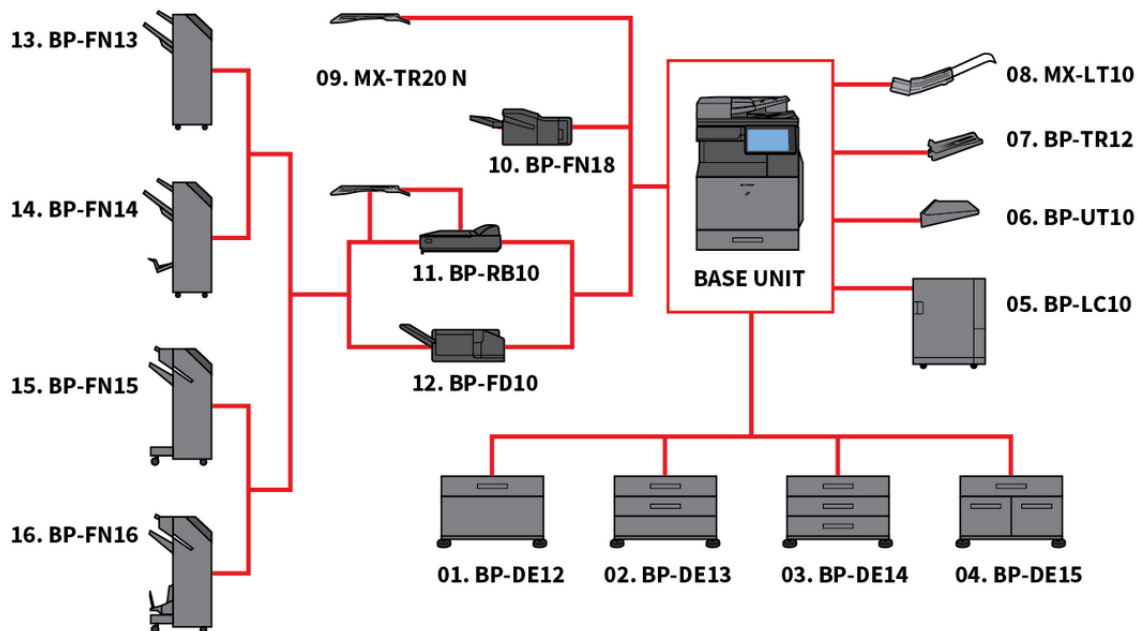 13. BP-FN13
09. MX-TR20 N
08. MX-LT10
07. BP-TR12
10. BP-FN18
14. BP-FN14
06. BP-UT10
11. BP-RB10
BASE UNIT
05. BP-LC10
15. BP-FN15
12. BP-FD10
16. BP-FN16
01. BP-DE12
02. BP-DE13
03. BP-DE14
04. BP-DE15